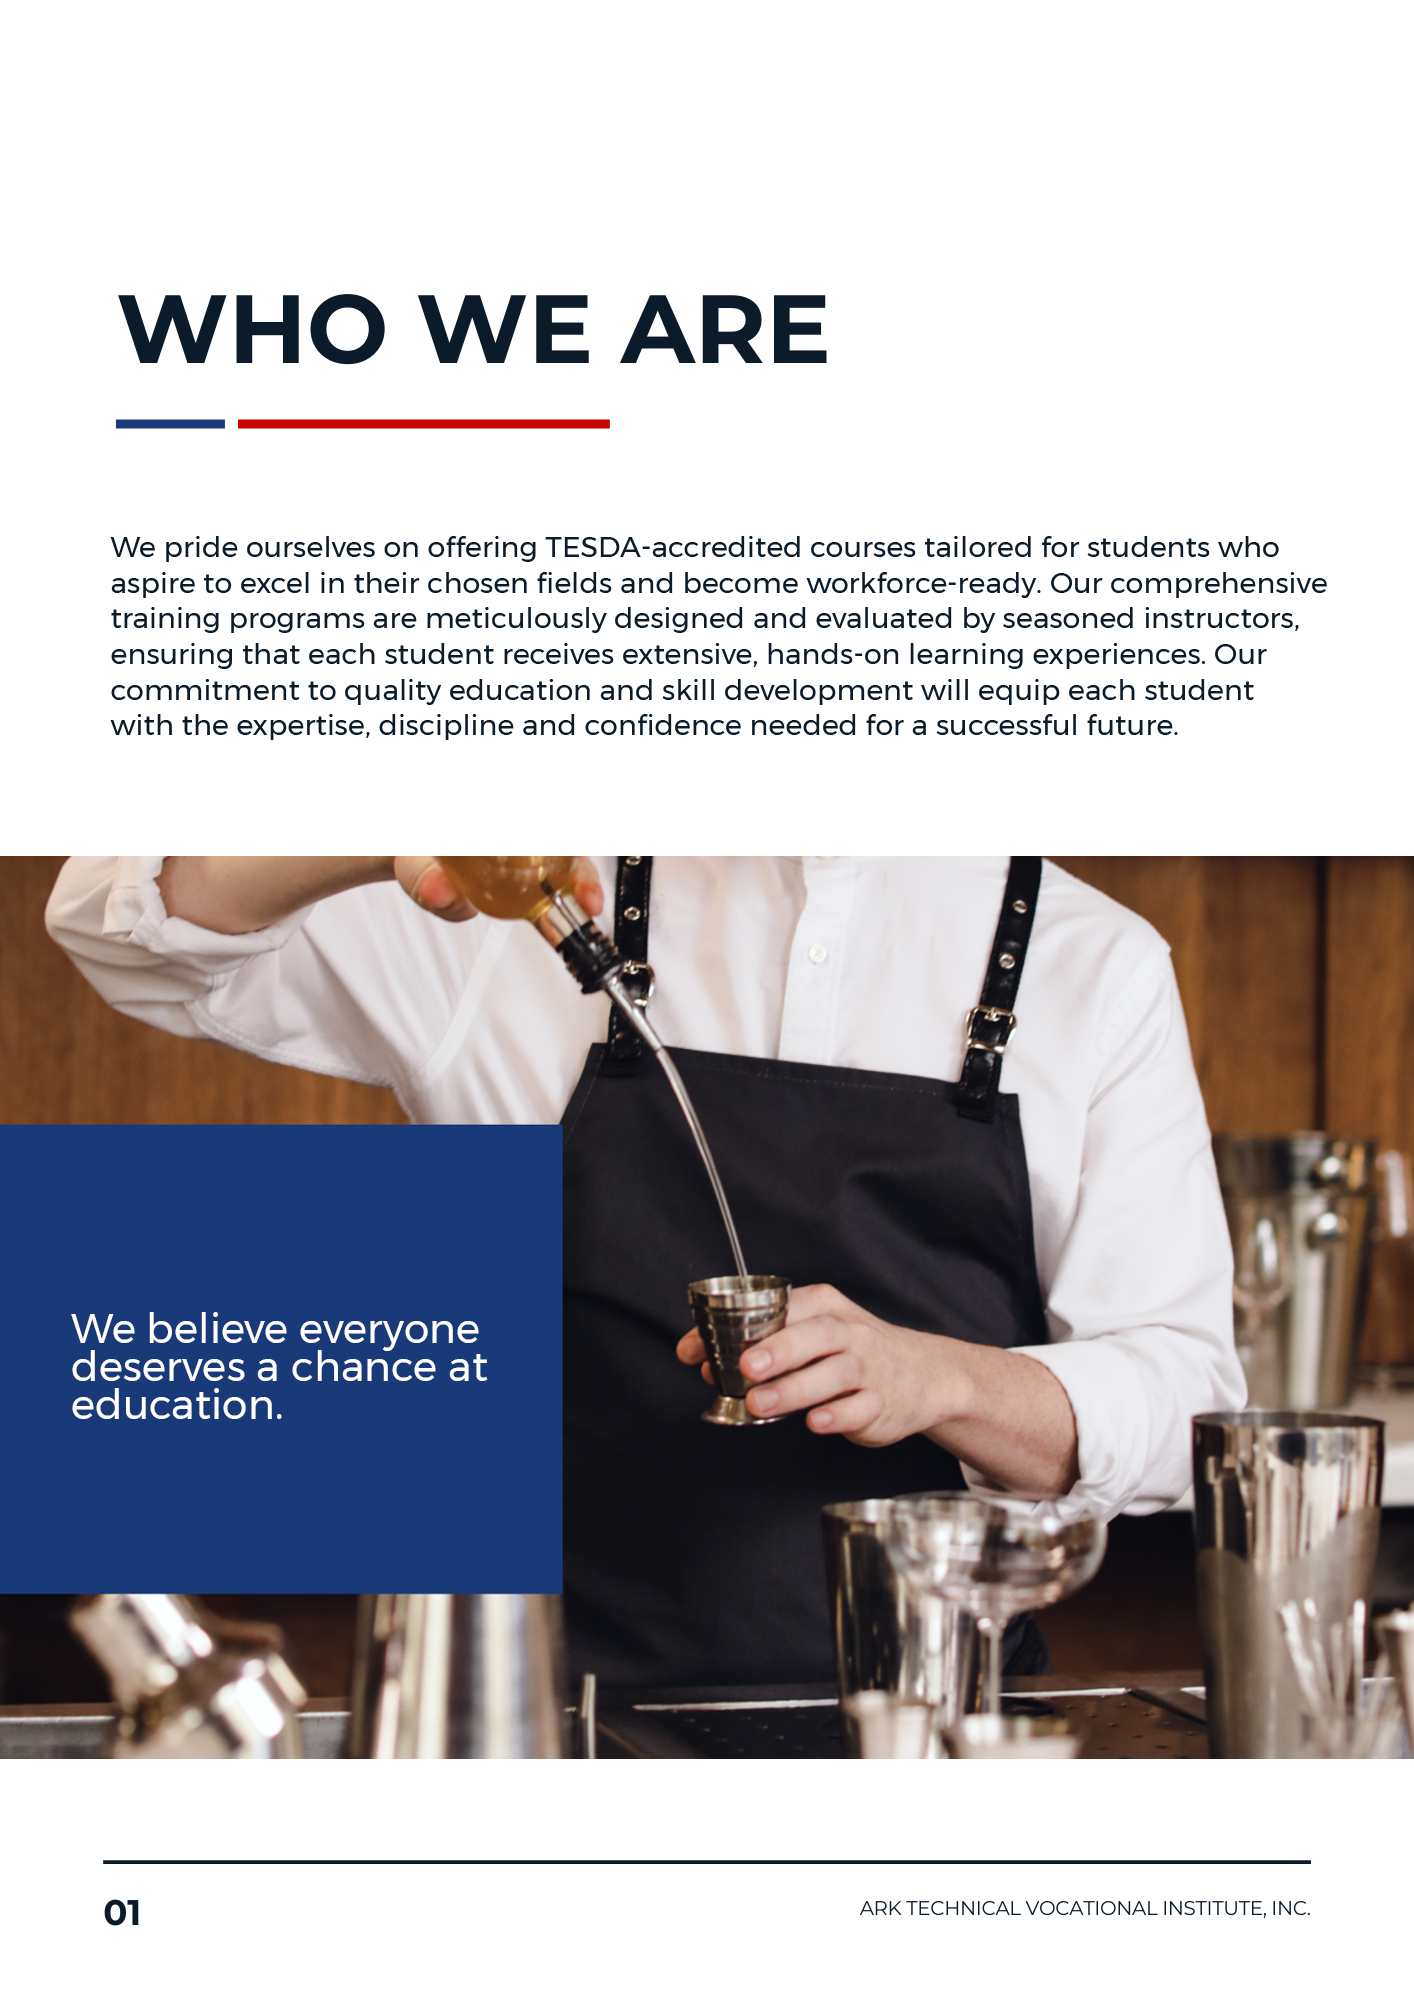 WHO WE ARE
We pride ourselves on offering TESDA-accredited courses tailored for students who
aspire to excel in their chosen fields and become workforce-ready. Our comprehensive
training programs are meticulously designed and evaluated by seasoned instructors,
ensuring that each student receives extensive, hands-on learning experiences. Our
commitment to quality education and skill development will equip each student
with the expertise, discipline and confidence needed for a successful future.
We believe everyone
deserves a chance at
education.
01
ARK TECHNICAL VOCATIONAL INSTITUTE, INC.